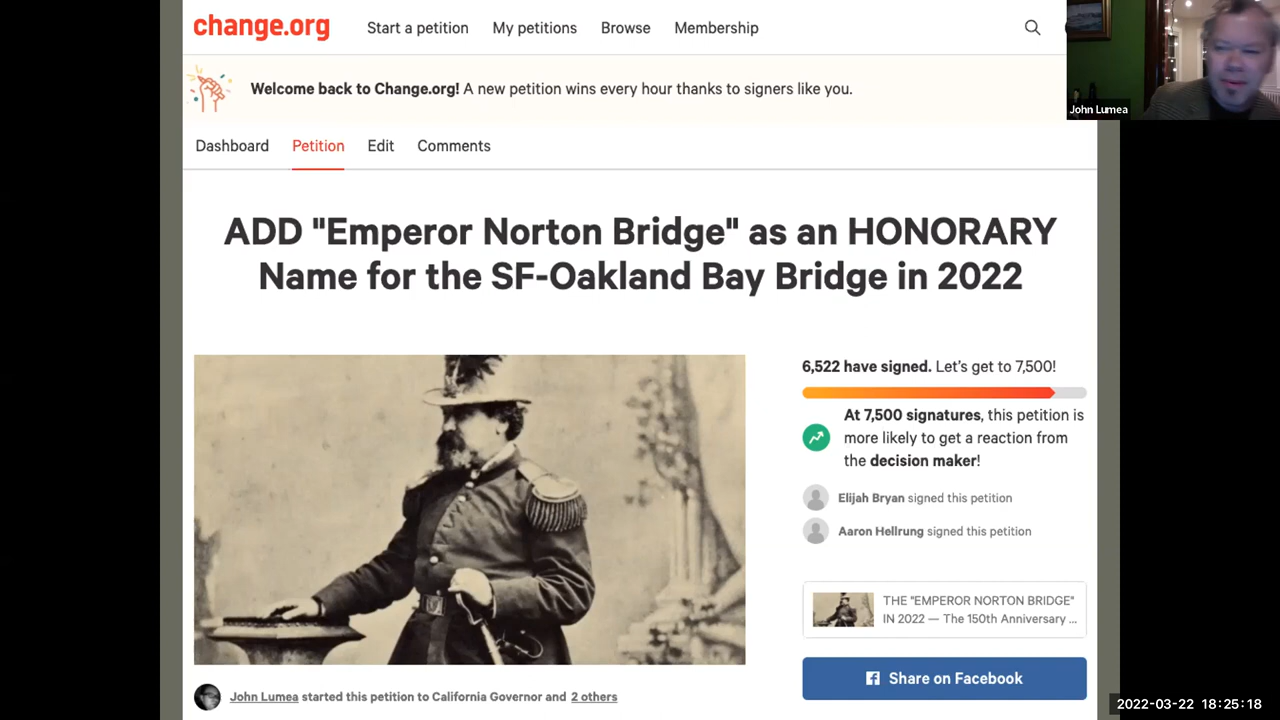 change.org
Start a petition
My petitions
Browse
Membership
Welcome back to Change.org! A new petition wins every hour thanks to signers like you.
John Lumea
Dashboard
Petition
Edit
Comments
ADD "Emperor Norton Bridge" as an HONORARY
Name for the SF-Oakland Bay Bridge in 2022
6,522 have signed. Let's get to 7,500!
At 7,500 signatures, this petition is
more likely to get a reaction from
the decision maker!
Elijah Bryan signed this petition
Aaron Hellrung signed this petition
THE "EMPEROR NORTON BRIDGE"
IN 2022 — The 150th Anniversary ...
Share on Facebook
John Lumea started this petition to California Governor and 2 others
2022-03-22 18:25:18